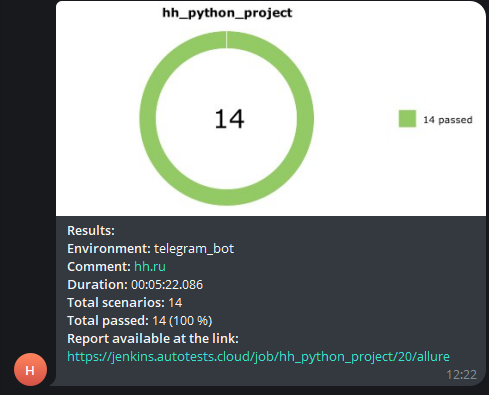 hh_python_project
14
14 passed
Results:
Environment: telegram_bot
Comment: hh.ru
Duration: 00:05:22.086
Total scenarios: 14
Total passed: 14 (100 %)
Report available at the link:
https://jenkins.autotests.cloud/job/hh_python_project/20/allure
H
12:22